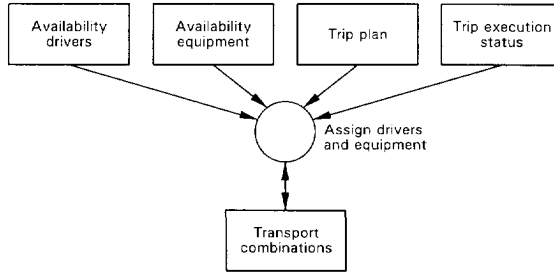 Availability
drivers
Availability
equipment
Trip plan
Trip execution
status
Assign drivers
and equipment
Transport
combinations